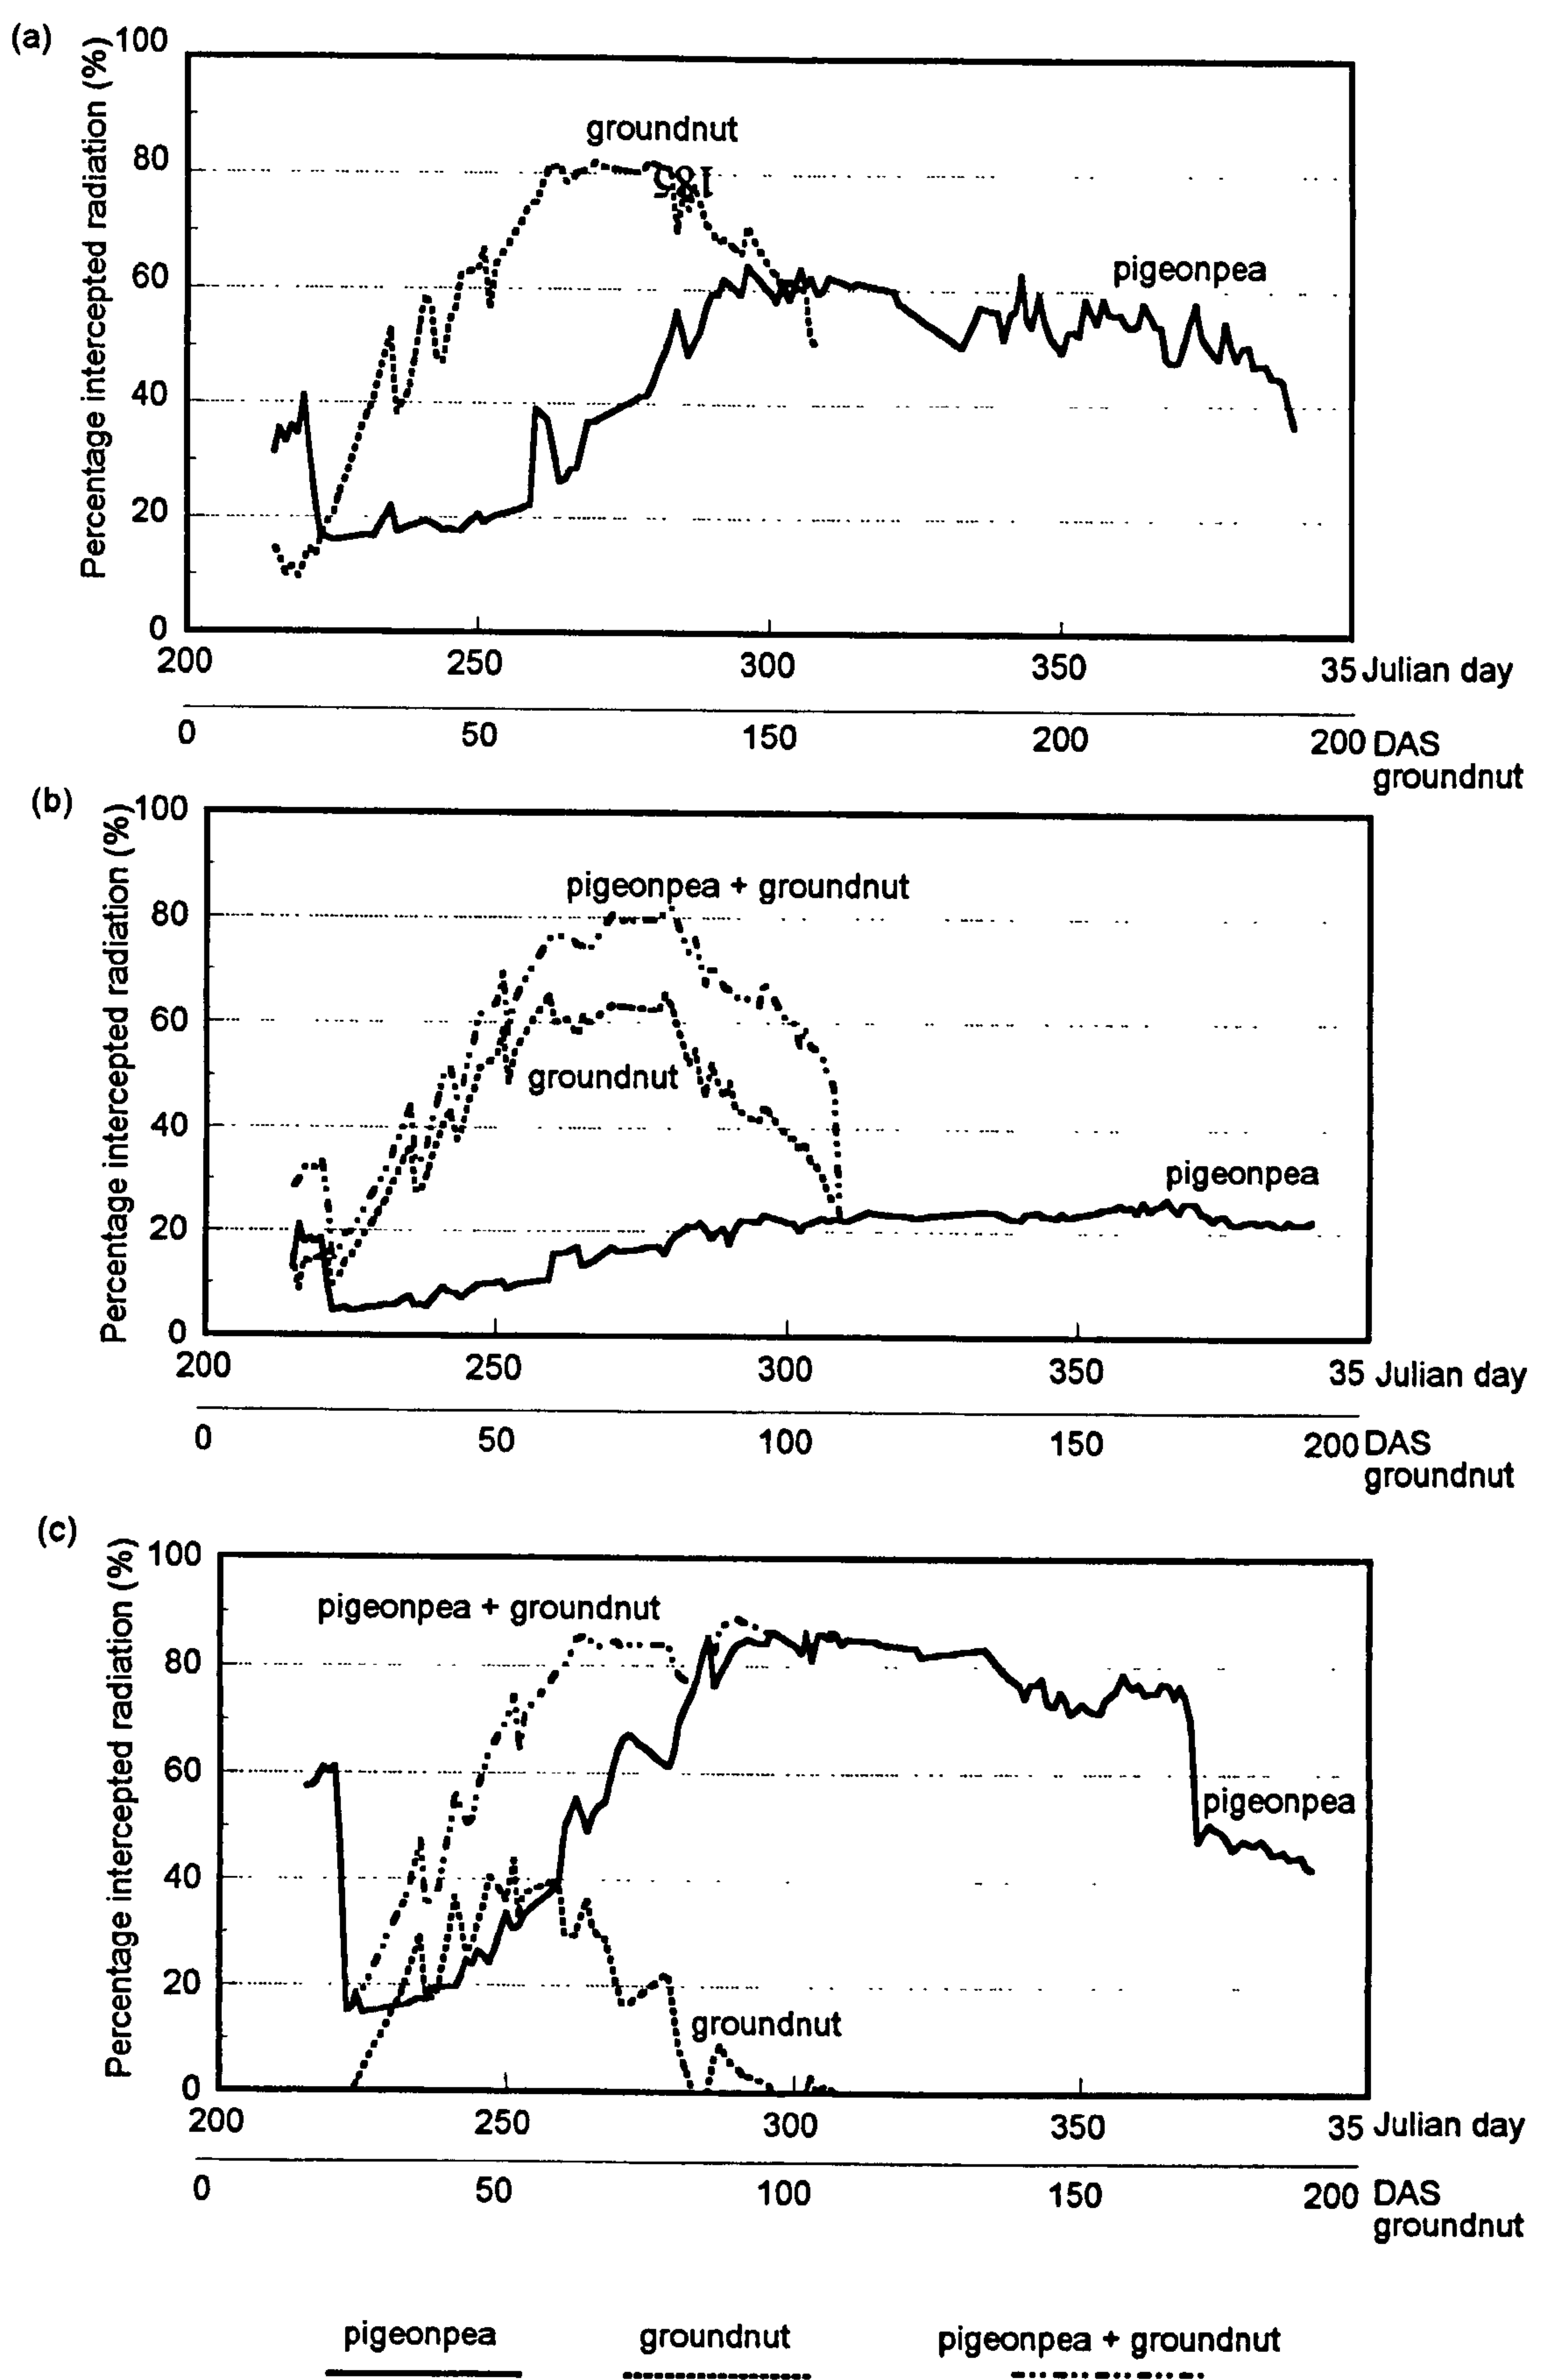 (a)
Percentage intercepted radiation (%)
100
80
60
40
20
0
groundnut
185
pigeonpea
200 250 300 350 35 Julian day
0 50 150 200 200 DAS
groundnut
(b)
Percentage intercepted radiation (%)
100
80
60
40
20
0
pigeonpea + groundnut
groundnut
pigeonpea
200 250 300 350 35 Julian day
0 50 100 150 200 DAS
groundnut
(c)
Percentage intercepted radiation (%)
100
80
60
40
20
0
pigeonpea + groundnut
pigeonpea
groundnut
200 250 300 350 35 Julian day
0 50 100 150 200 DAS
groundnut
pigeonpea groundnut pigeonpea + groundnut